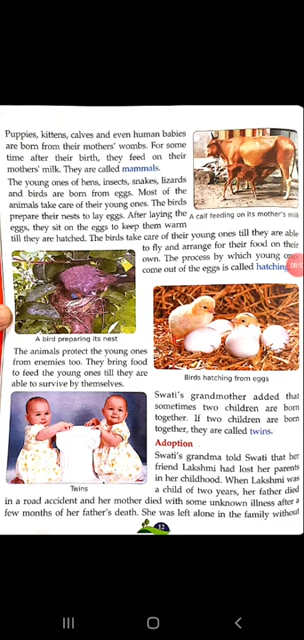 Puppies, kittens, calves and even human babies
are born from their mothers' wombs. For some
time after their birth, they feed on their
mothers' milk. They are called mammals.
The young ones of hens, insects, snakes, lizards
and birds are born from eggs. Most of the
animals take care of their young ones. The birds
prepare their nests to lay eggs. After laying the
A calf feeding on its mother's milk
eggs, they sit on the eggs to keep them warm
till they are hatched. The birds take care of their young ones till they are able
to fly and arrange for their food on their
own. The process by which young ones
come out of the eggs is called hatching
A bird preparing its nest
Birds hatching from eggs
The animals protect the young ones
from enemies too. They bring food
to feed the young ones till they are
able to survive by themselves.
Twins
Swati's grandmother added that
sometimes two children are born
together. If two children are born
together, they are called twins.
Adoption
Swati's grandma told Swati that her
friend Lakshmi had lost her parents
in her childhood. When Lakshmi was
a child of two years, her father died
in a road accident and her mother died with some unknown illness after a
few months of her father's death. She was left alone in the family without
12